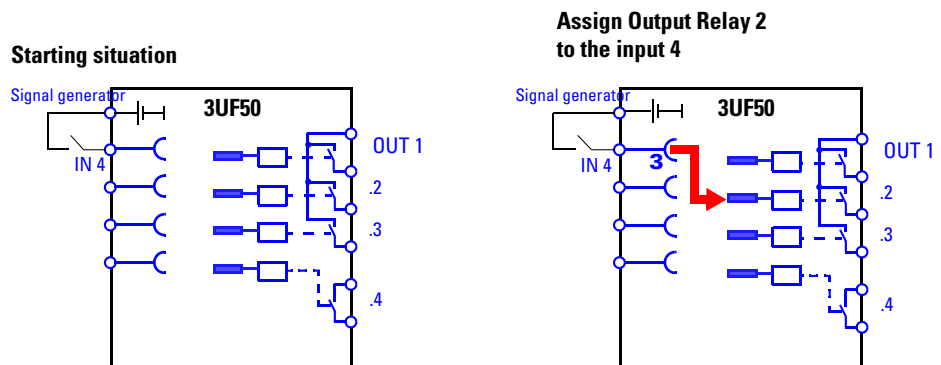 Starting situation
Signal generator
3UF50
IN 4
OUT 1
.2
.3
.4
Assign Output Relay 2
to the input 4
Signal generator
3UF50
IN 4
3
OUT 1
.2
.3
.4